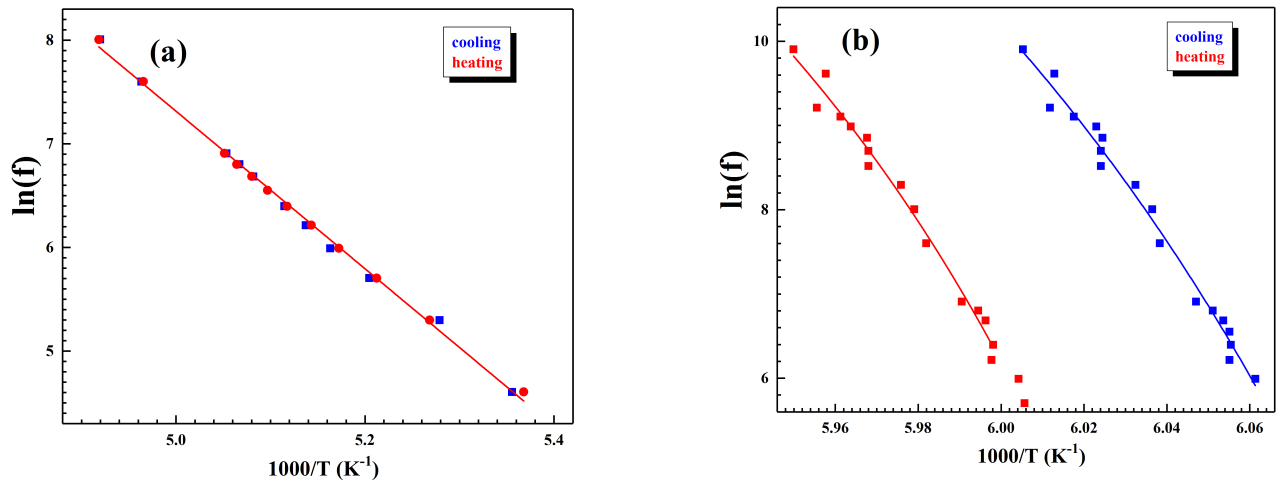 (a)
cooling
heating
ln(f)
8
7
6
5
5.0
5.2
5.4
1000/T (K⁻¹)
(b)
cooling
heating
ln(f)
10
8
6
5.96
5.98
6.00
6.02
6.04
6.06
1000/T (K⁻¹)